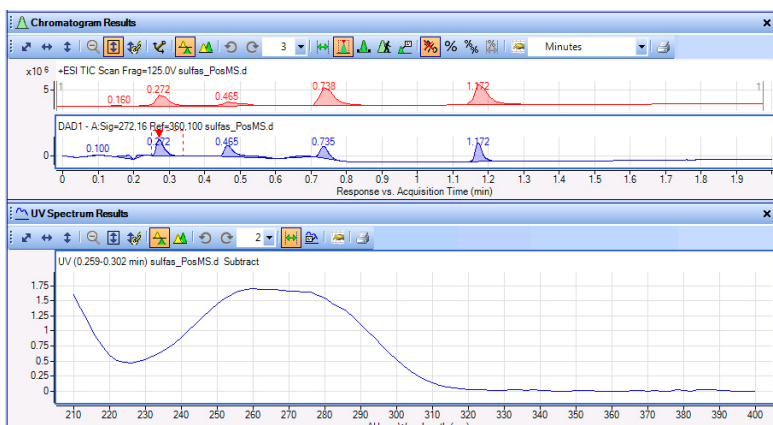 Chromatogram Results
3
% %
Minutes
x10 6 +ESI TIC Scan Frag=125.0V sulfas_PosMS.d
1 1
5
0.160 0.272 0.465 0.738 1.172
DAD1 - A:Sig=272,16 Ref=360,100 sulfas_PosMS.d
0.100 0.272 0.465 0.735 1.172
0
0 0.1 0.2 0.3 0.4 0.5 0.6 0.7 0.8 0.9 1 1.1 1.2 1.3 1.4 1.5 1.6 1.7 1.8 1.9
Response vs. Acquisition Time (min)
UV Spectrum Results
2
UV (0.259-0.302 min) sulfas_PosMS.d Subtract
1.75
1.5
1.25
1
0.75
0.5
0.25
0
210 220 230 240 250 260 270 280 290 300 310 320 330 340 350 360 370 380 390 400